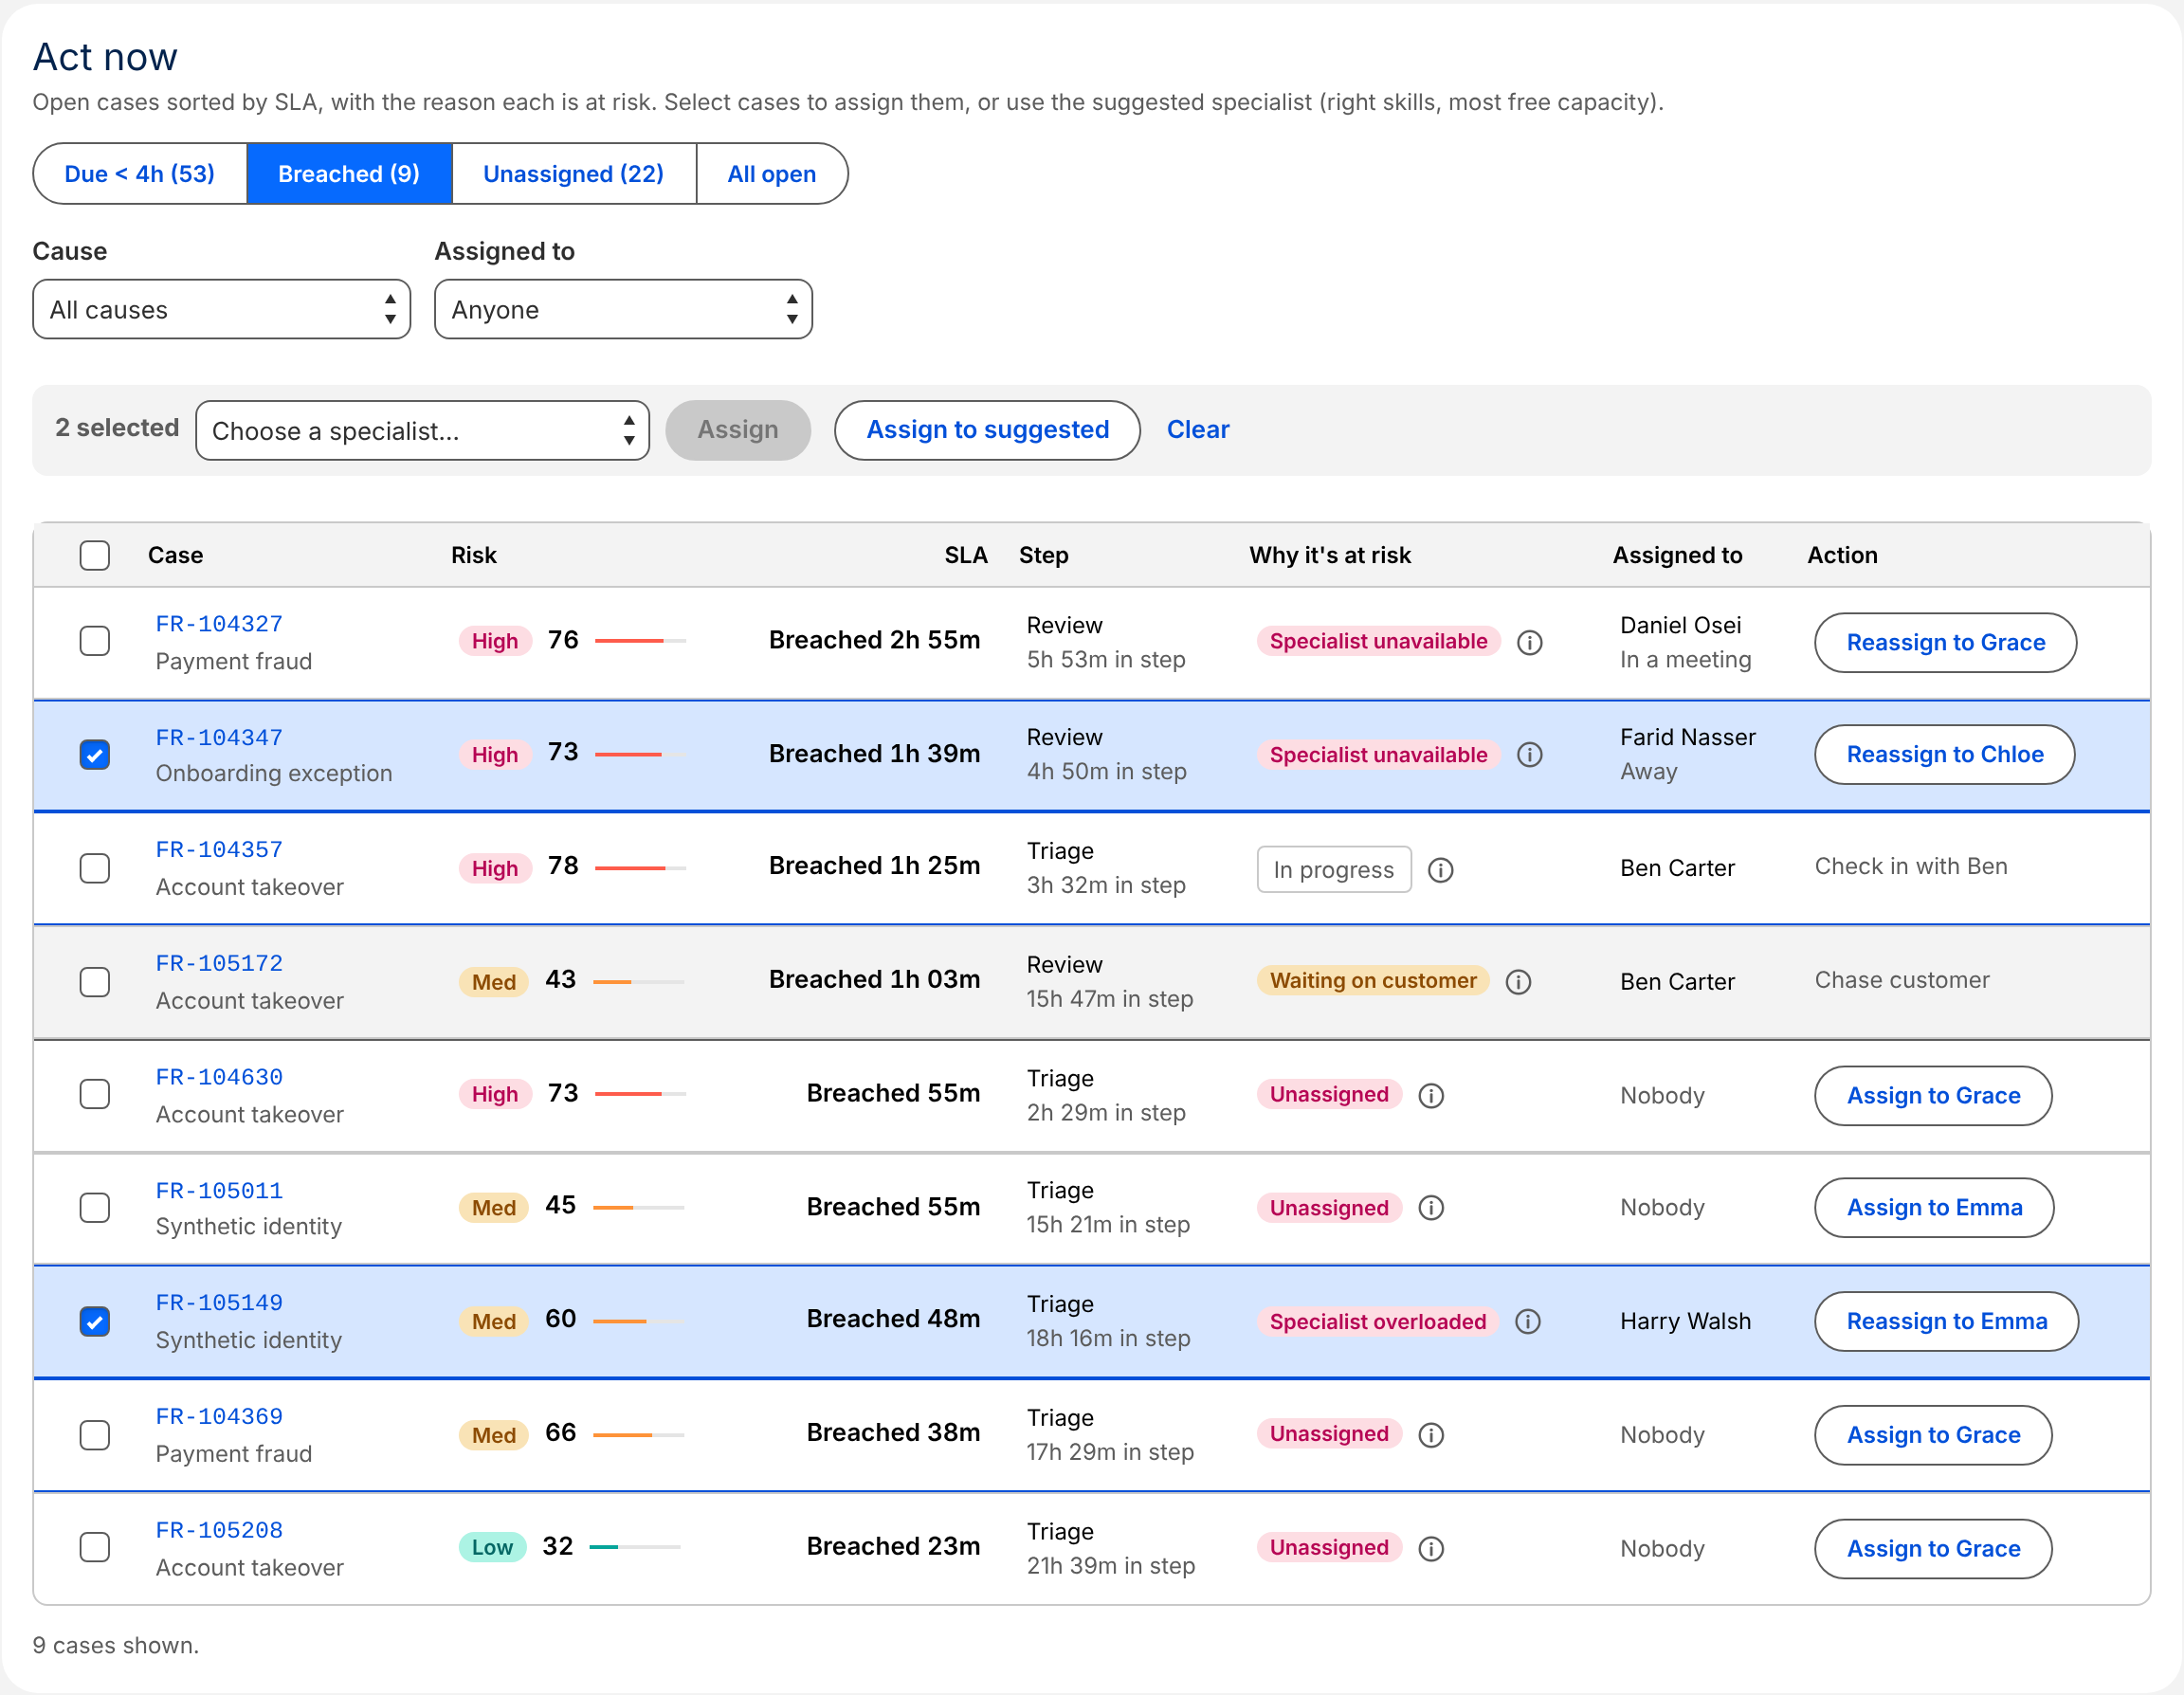 Act now
Open cases sorted by SLA, with the reason each is at risk. Select cases to assign them, or use the suggested specialist (right skills, most free capacity).
Due < 4h (53) Breached (9) Unassigned (22) All open
Cause Assigned to
All causes Anyone
2 selected Choose a specialist... Assign Assign to suggested Clear
Case Risk SLA Step Why it's at risk Assigned to Action
FR-104327 Review Daniel Osei
High 76 Breached 2h 55m Specialist unavailable Reassign to Grace
Payment fraud 5h 53m in step In a meeting
FR-104347 Review Farid Nasser
High 73 Breached 1h 39m Specialist unavailable Reassign to Chloe
Onboarding exception 4h 50m in step Away
FR-104357 Triage
High 78 Breached 1h 25m In progress Ben Carter Check in with Ben
Account takeover 3h 32m in step
FR-105172 Review
Med 43 Breached 1h 03m Waiting on customer Ben Carter Chase customer
Account takeover 15h 47m in step
FR-104630 Triage
High 73 Breached 55m Unassigned Nobody Assign to Grace
Account takeover 2h 29m in step
FR-105011 Triage
Med 45 Breached 55m Unassigned Nobody Assign to Emma
Synthetic identity 15h 21m in step
FR-105149 Triage
Med 60 Breached 48m Specialist overloaded Harry Walsh Reassign to Emma
Synthetic identity 18h 16m in step
FR-104369 Triage
Med 66 Breached 38m Unassigned Nobody Assign to Grace
Payment fraud 17h 29m in step
FR-105208 Triage
Low 32 Breached 23m Unassigned Nobody Assign to Grace
Account takeover 21h 39m in step
9 cases shown.